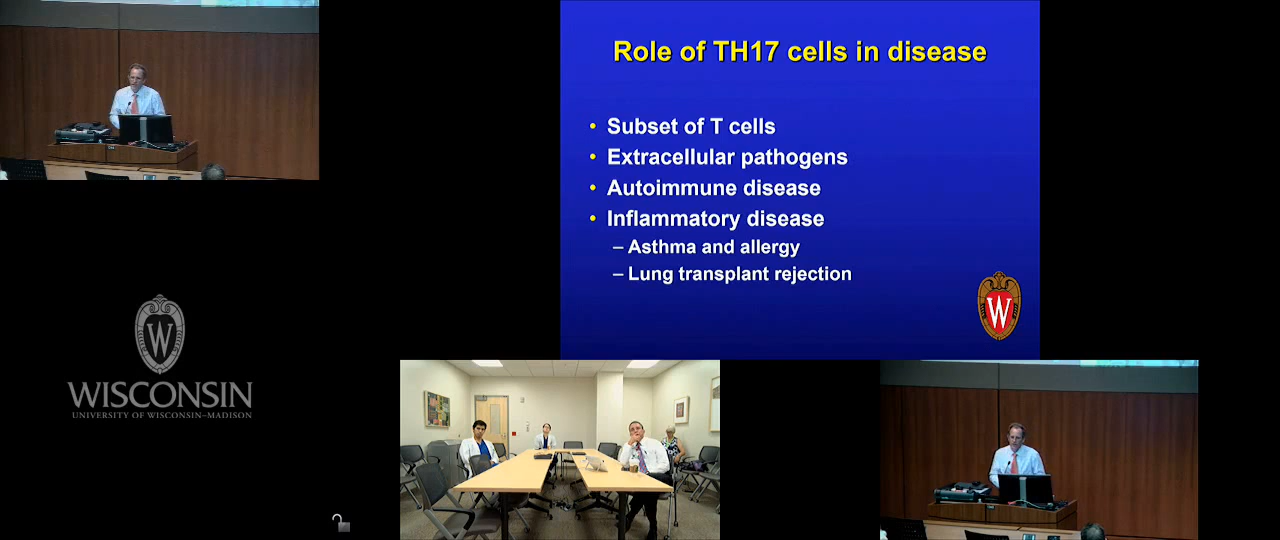 Role of TH17 cells in disease
• Subset of T cells
• Extracellular pathogens
• Autoimmune disease
• Inflammatory disease
– Asthma and allergy
– Lung transplant rejection
W
W
WISCONSIN
UNIVERSITY OF WISCONSIN–MADISON